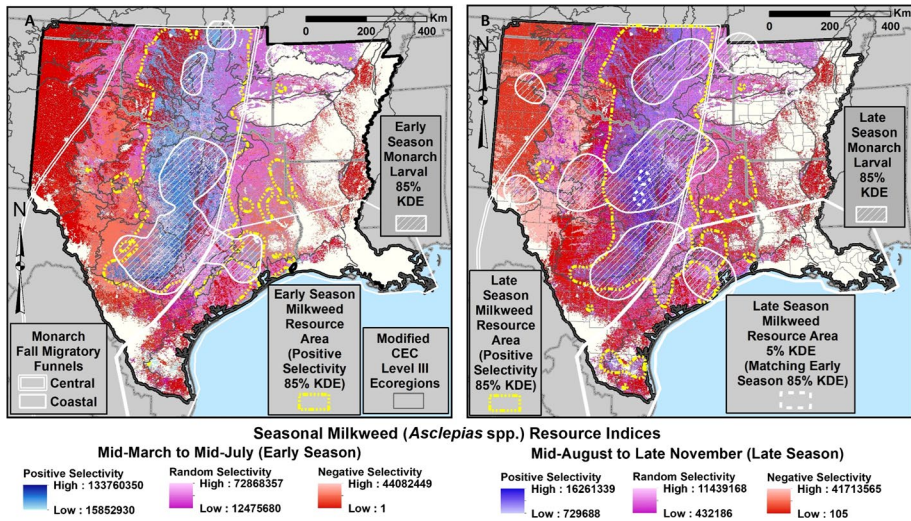 A
Km
0 200 400
N
Early
Season
Monarch
Larval
85%
KDE
Monarch
Fall Migratory
Funnels
Central
Coastal
Early Season
Milkweed
Resource
Area
(Positive
Selectivity
85% KDE)
Modified
CEC
Level III
Ecoregions
B
Km
0 200 400
N
Late
Season
Monarch
Larval
85%
KDE
Late
Season
Milkweed
Resource
Area
(Positive
Selectivity
85% KDE)
Late Season
Milkweed
Resource Area
5% KDE
(Matching Early
Season 85% KDE)
Seasonal Milkweed (Asclepias spp.) Resource Indices
Mid-March to Mid-July (Early Season)
Positive Selectivity
High : 133760350
Low : 15852930
Random Selectivity
High : 72868357
Low : 12475680
Negative Selectivity
High : 44082449
Low : 1
Mid-August to Late November (Late Season)
Positive Selectivity
High : 16261339
Low : 729688
Random Selectivity
High : 11439168
Low : 432186
Negative Selectivity
High : 41713565
Low : 105